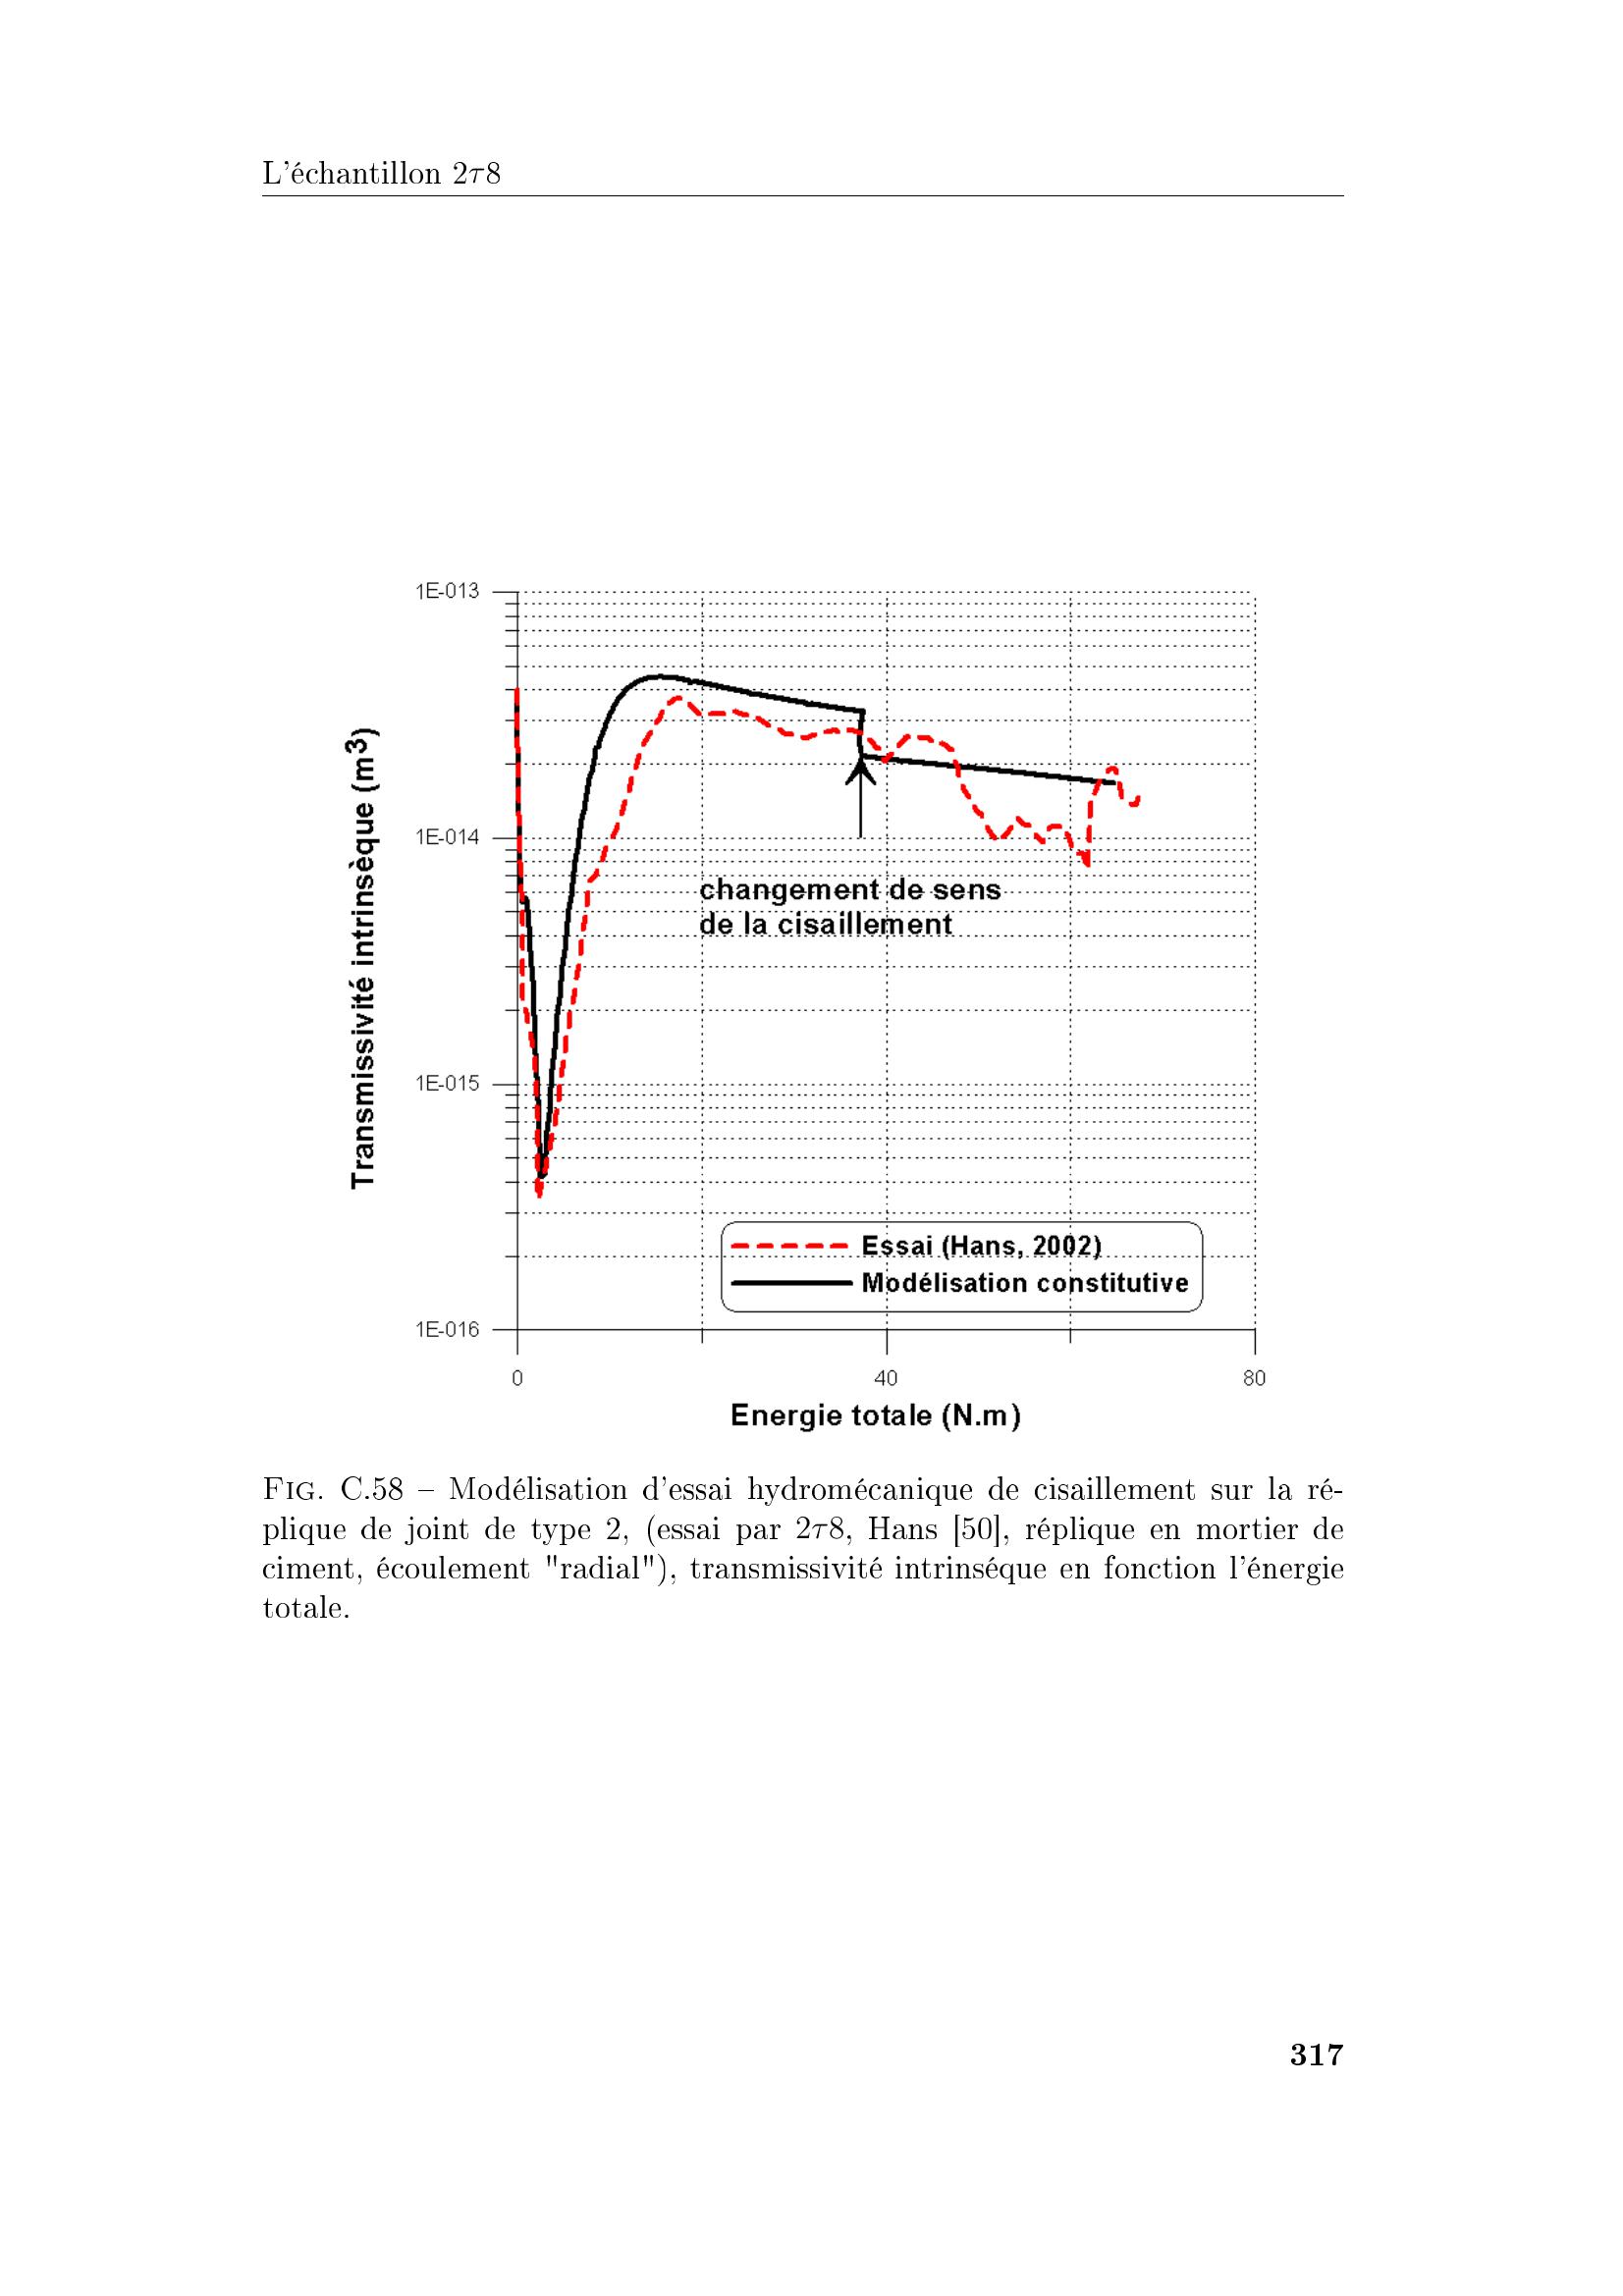 L'échantillon 2τ8
1E-013
1E-014
1E-015
1E-016
Transmissivité intrinsèque (m3)
changement de sens
de la cisaillement
Essai (Hans, 2002)
Modélisation constitutive
0 40 80
Energie totale (N.m)
FIG. C.58 – Modélisation d'essai hydromécanique de cisaillement sur la ré-
plique de joint de type 2, (essai par 2τ8, Hans [50], réplique en mortier de
ciment, écoulement "radial"), transmissivité intrinséque en fonction l'énergie
totale.
317